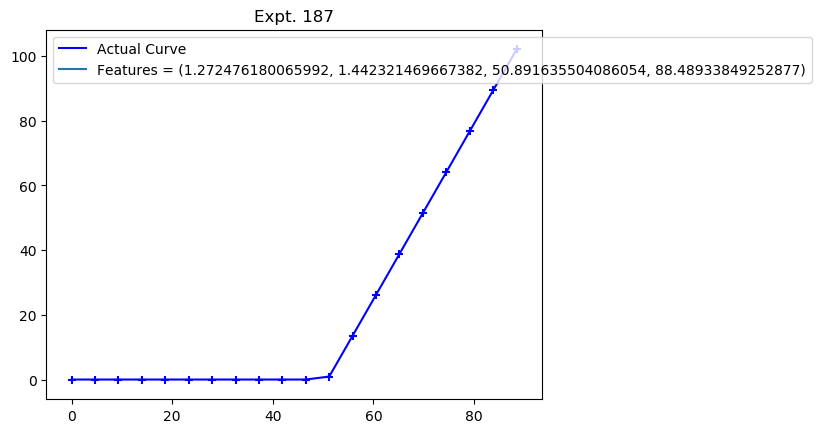 Expt. 187
Actual Curve
Features = (1.272476180065992, 1.442321469667382, 50.891635504086054, 88.48933849252877)
100
80
60
40
20
0
0 20 40 60 80